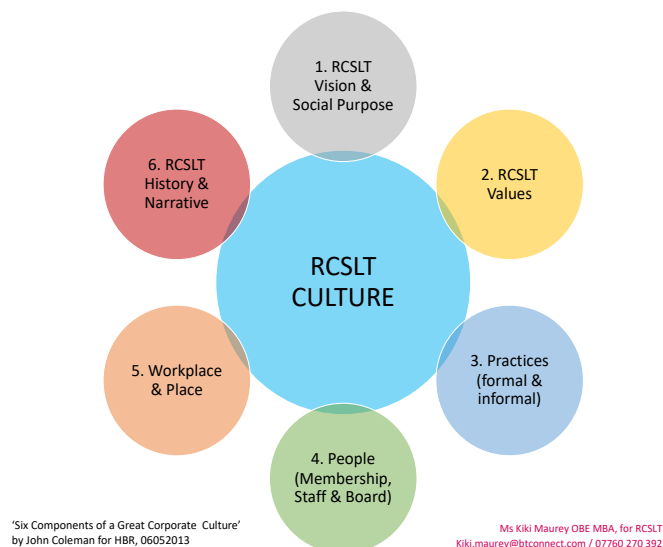 1. RCSLT
Vision &
Social Purpose
2. RCSLT
Values
3. Practices
(formal &
informal)
4. People
(Membership,
Staff & Board)
5. Workplace
& Place
6. RCSLT
History &
Narrative
RCSLT
CULTURE
'Six Components of a Great Corporate Culture'
by John Coleman for HBR, 06052013
Ms Kiki Maurey OBE MBA, for RCSLT
Kiki.maurey@btconnect.com / 07760 270 392